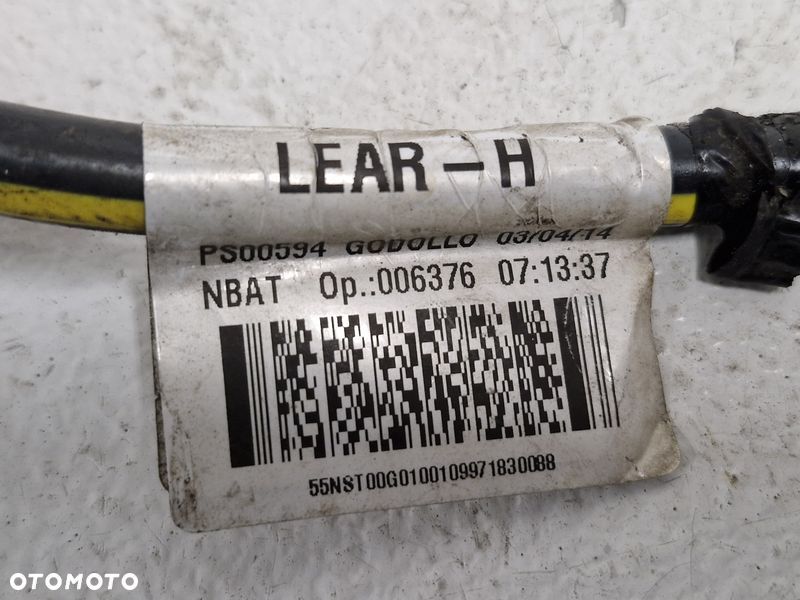 LEAR-H
PS00594 GODOLLO 03/04/14
NBAT Op.:006376 07:13:37
55NST00G0100109971830088
OTOMOTO